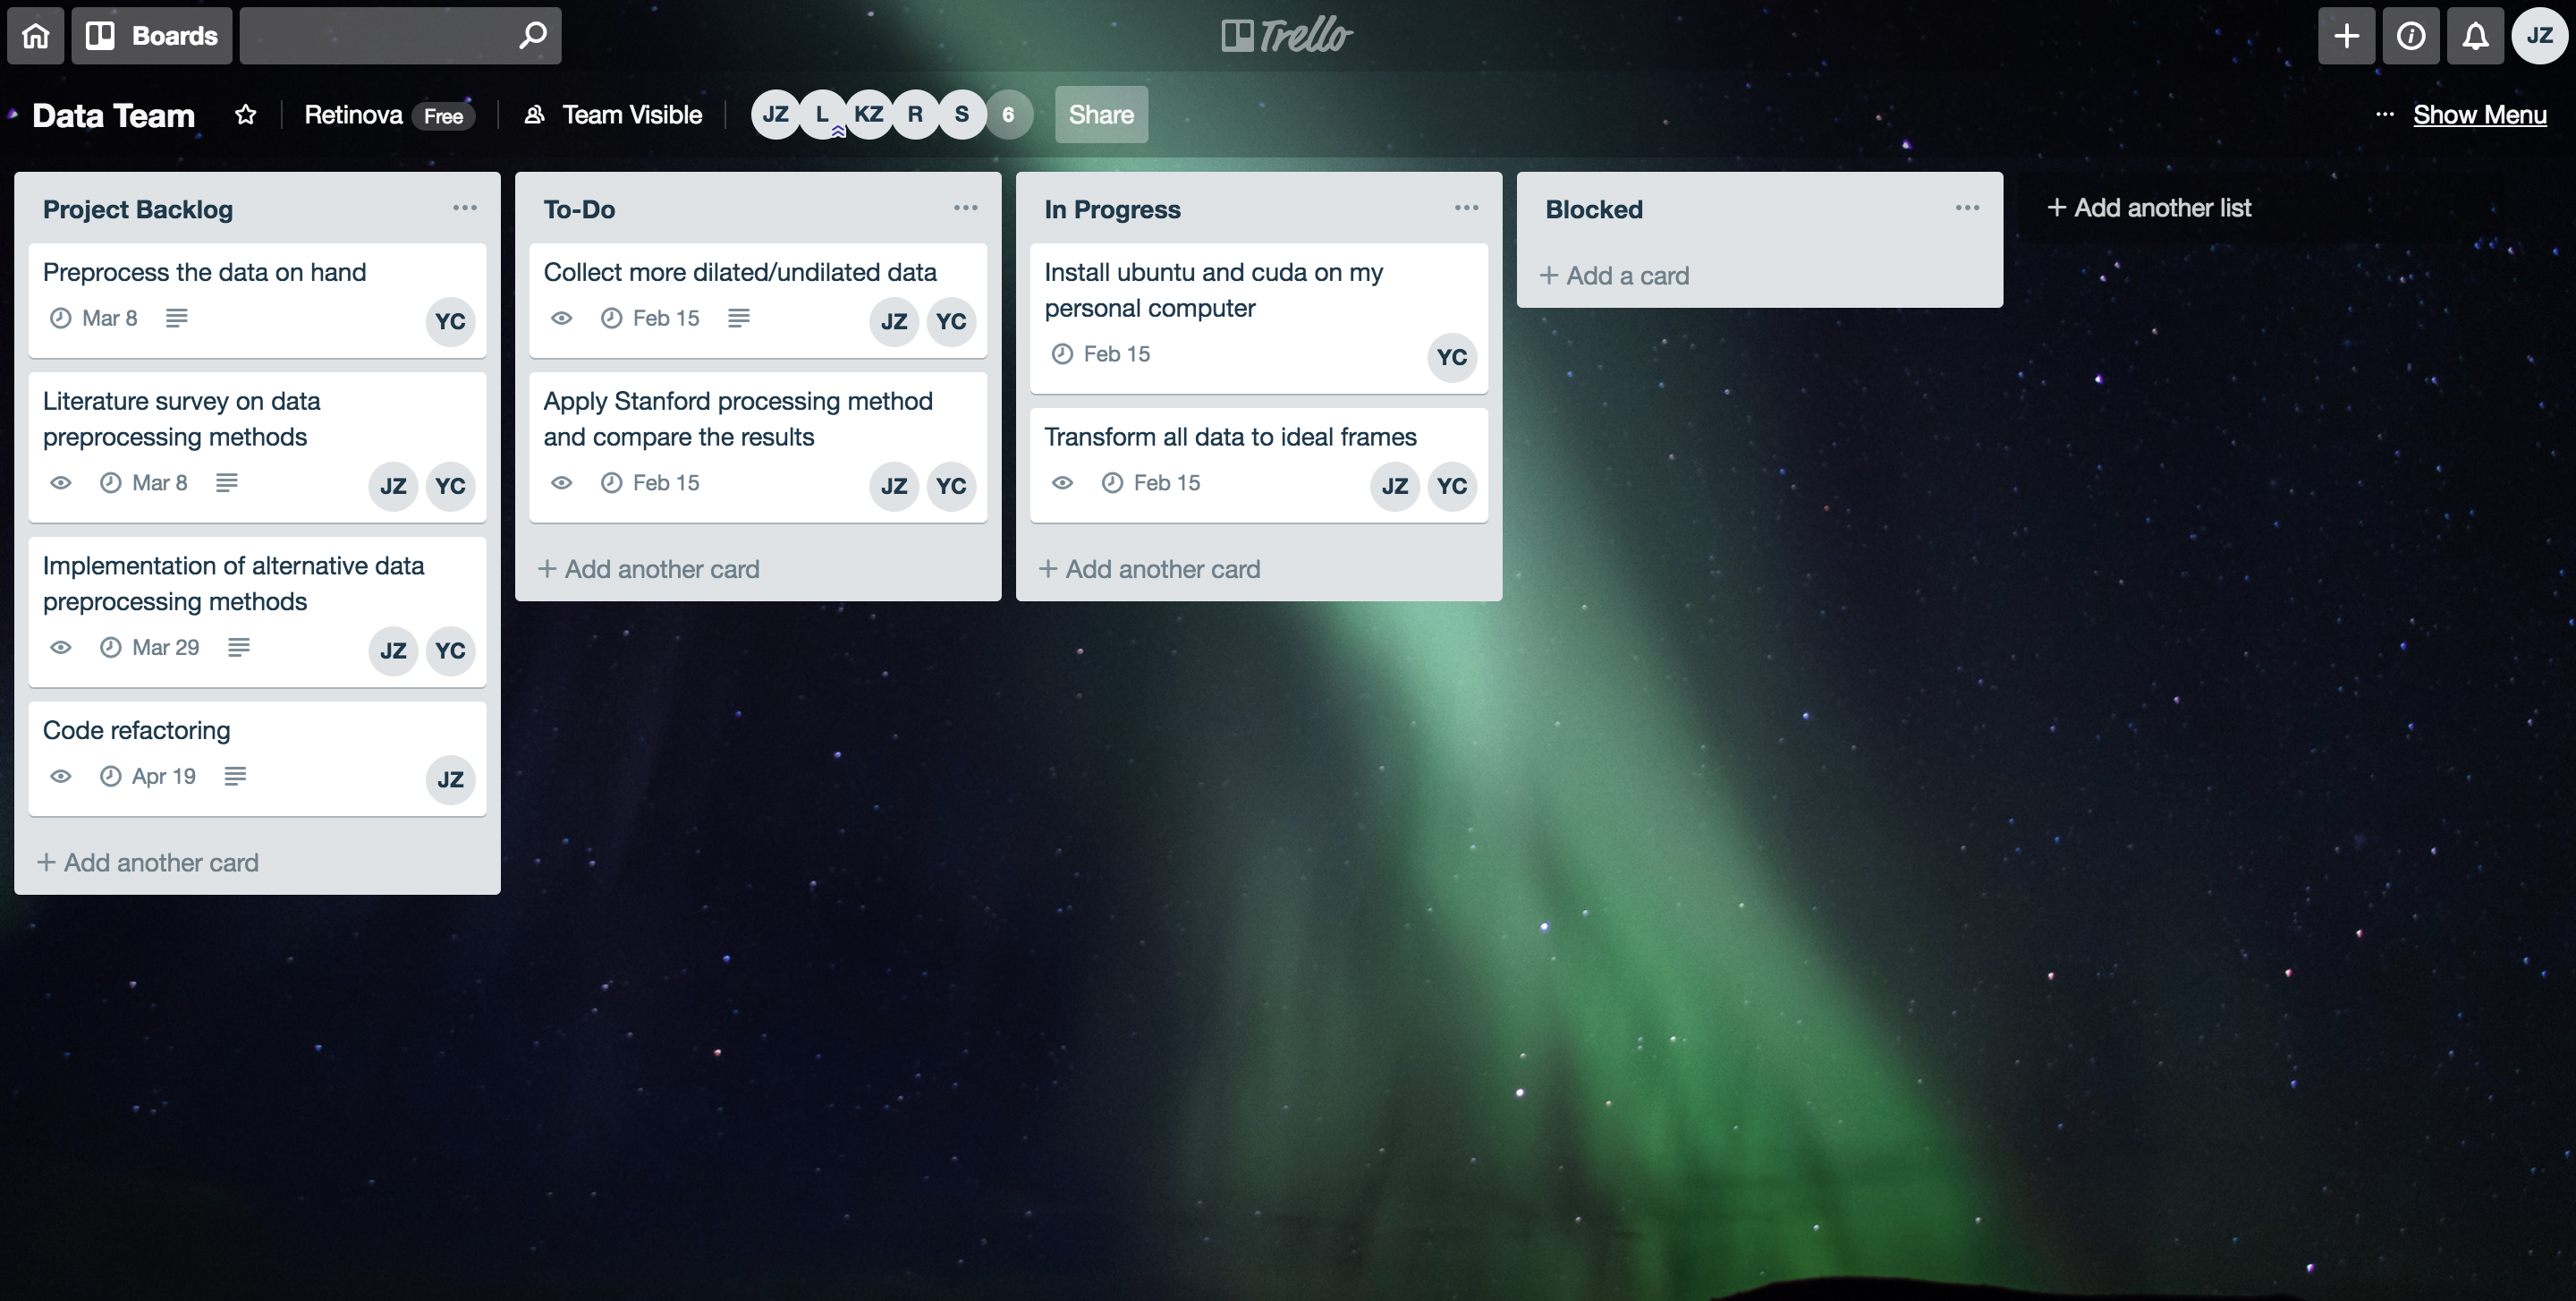 Boards
Trello
JZ
Data Team
Retinova Free
Team Visible
JZ L KZ R S 6
Share
··· Show Menu
Project Backlog ···
Preprocess the data on hand
Mar 8
YC
Literature survey on data
preprocessing methods
Mar 8
JZ YC
Implementation of alternative data
preprocessing methods
Mar 29
JZ YC
Code refactoring
Apr 19
JZ
+ Add another card
To-Do ···
Collect more dilated/undilated data
Feb 15
JZ YC
Apply Stanford processing method
and compare the results
Feb 15
JZ YC
+ Add another card
In Progress ···
Install ubuntu and cuda on my
personal computer
Feb 15
YC
Transform all data to ideal frames
Feb 15
JZ YC
+ Add another card
Blocked ···
+ Add a card
+ Add another list